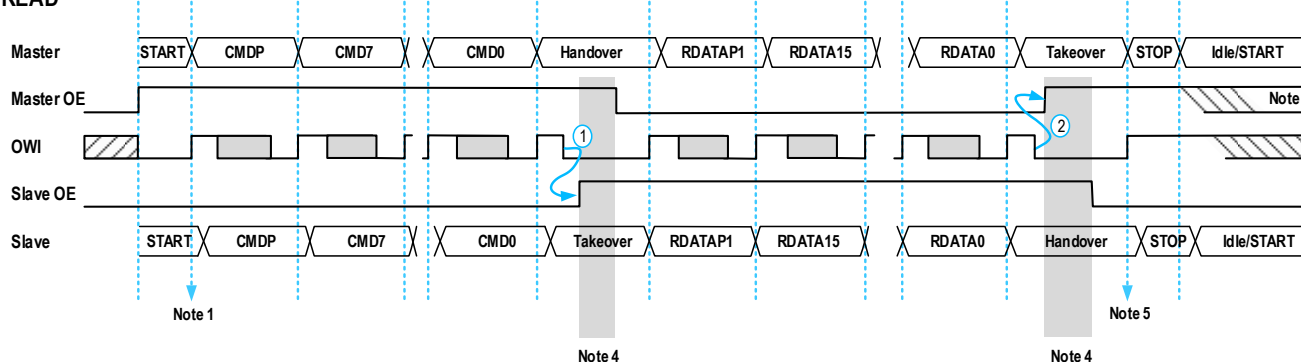 READ
Master START CMDP CMD7 CMD0 Handover RDATAP1 RDATA15 RDATA0 Takeover STOP Idle/START
Master OE Note
1 2
OWI
Slave OE
Slave START CMDP CMD7 CMD0 Takeover RDATAP1 RDATA15 RDATA0 Handover STOP Idle/START
Note 1 Note 5
Note 4 Note 4